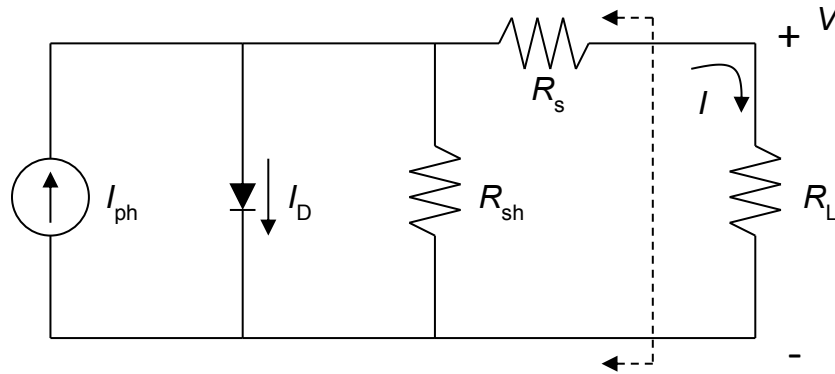 + V
R_s
I
I_ph
I_D
R_sh
R_L
-